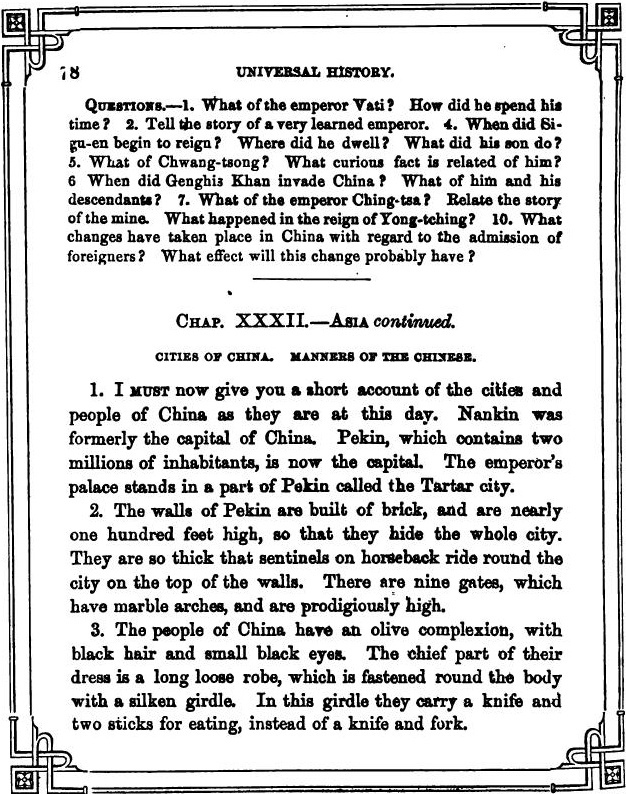 78 UNIVERSAL HISTORY.
QUESTIONS.—1. What of the emperor Vati? How did he spend his
time? 2. Tell the story of a very learned emperor. 4. When did Si-
gu-en begin to reign? Where did he dwell? What did his son do?
5. What of Chwang-tsong? What curious fact is related of him?
6 When did Genghis Khan invade China? What of him and his
descendants? 7. What of the emperor Ching-tsa? Relate the story
of the mine. What happened in the reign of Yong-tching? 10. What
changes have taken place in China with regard to the admission of
foreigners? What effect will this change probably have?
CHAP. XXXII.—ASIA continued.
CITIES OF CHINA. MANNERS OF THE CHINESE.
1. I MUST now give you a short account of the cities and
people of China as they are at this day. Nankin was
formerly the capital of China. Pekin, which contains two
millions of inhabitants, is now the capital. The emperor's
palace stands in a part of Pekin called the Tartar city.
2. The walls of Pekin are built of brick, and are nearly
one hundred feet high, so that they hide the whole city.
They are so thick that sentinels on horseback ride round the
city on the top of the walls. There are nine gates, which
have marble arches, and are prodigiously high.
3. The people of China have an olive complexion, with
black hair and small black eyes. The chief part of their
dress is a long loose robe, which is fastened round the body
with a silken girdle. In this girdle they carry a knife and
two sticks for eating, instead of a knife and fork.